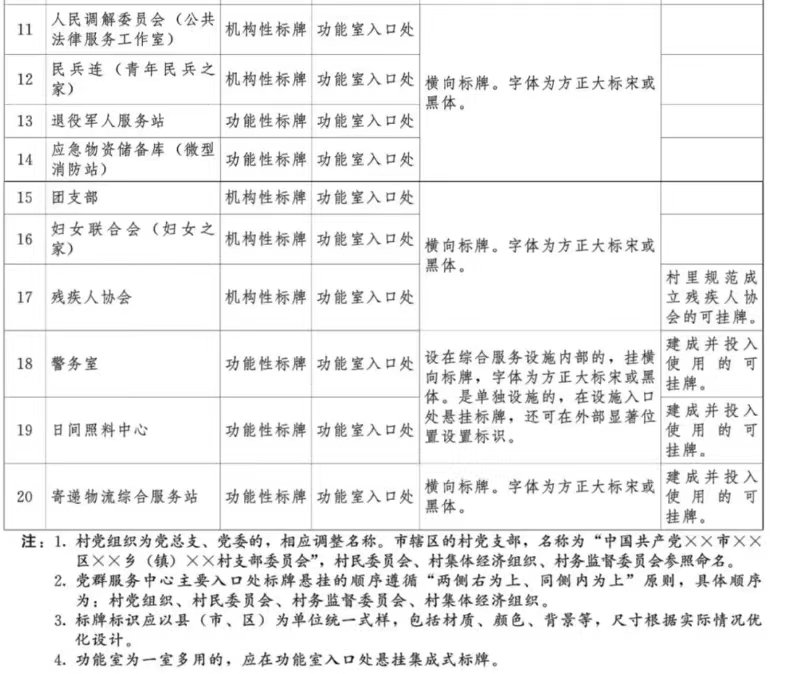 11 人民调解委员会（公共法律服务工作室） 机构性标牌 功能室入口处 横向标牌。字体为方正大标宋或黑体。
12 民兵连（青年民兵之家） 机构性标牌 功能室入口处
13 退役军人服务站 功能性标牌 功能室入口处
14 应急物资储备库（微型消防站） 功能性标牌 功能室入口处
15 团支部 机构性标牌 功能室入口处 横向标牌。字体为方正大标宋或黑体。
16 妇女联合会（妇女之家） 机构性标牌 功能室入口处
17 残疾人协会 机构性标牌 功能室入口处 村里规范成立残疾人协会的可挂牌。
18 警务室 功能性标牌 功能室入口处 设在综合服务设施内部的，挂横向标牌，字体为方正大标宋或黑体。是单独设施的，在设施入口处悬挂标牌，还可在外部显著位置设置标识。 建成并投入使用的可挂牌。
19 日间照料中心 功能性标牌 功能室入口处 建成并投入使用的可挂牌。
20 寄递物流综合服务站 功能性标牌 功能室入口处 横向标牌。字体为方正大标宋或黑体。 建成并投入使用的可挂牌。
注：1. 村党组织为党总支、党委的，相应调整名称。市辖区的村党支部，名称为“中国共产党××市××
区××乡（镇）××村支部委员会”，村民委员会、村集体经济组织、村务监督委员会参照命名。
2. 党群服务中心主要入口处标牌悬挂的顺序遵循“两侧右为上、同侧内为上”原则，具体顺序
为：村党组织、村民委员会、村务监督委员会、村集体经济组织。
3. 标牌标识应以县（市、区）为单位统一式样，包括材质、颜色、背景等，尺寸根据实际情况优
化设计。
4. 功能室为一室多用的，应在功能室入口处悬挂集成式标牌。